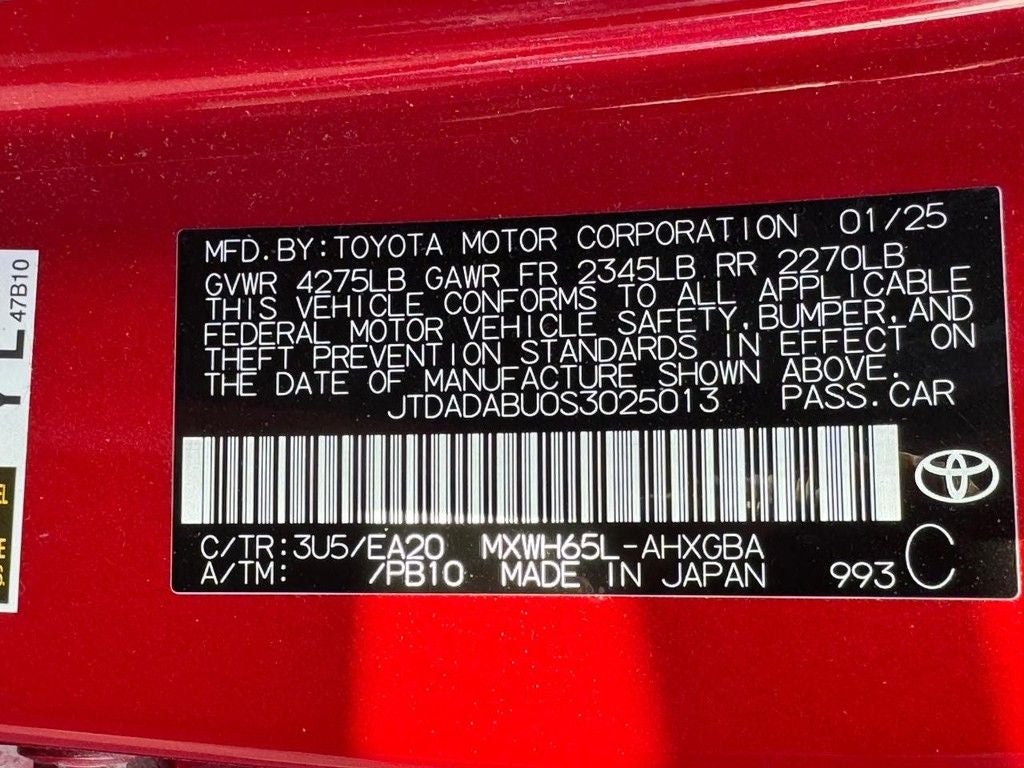 MFD.BY:TOYOTA MOTOR CORPORATION 01/25
GVWR 4275LB GAWR FR 2345LB RR 2270LB
THIS VEHICLE CONFORMS TO ALL APPLICABLE
FEDERAL MOTOR VEHICLE SAFETY,BUMPER,AND
THEFT PREVENTION STANDARDS IN EFFECT ON
THE DATE OF MANUFACTURE SHOWN ABOVE.
JTDADABU0S3025013 PASS.CAR
C/TR:3U5/EA20 MXWH65L-AHXGBA
A/TM: /PB10 MADE IN JAPAN 993 C
47B10